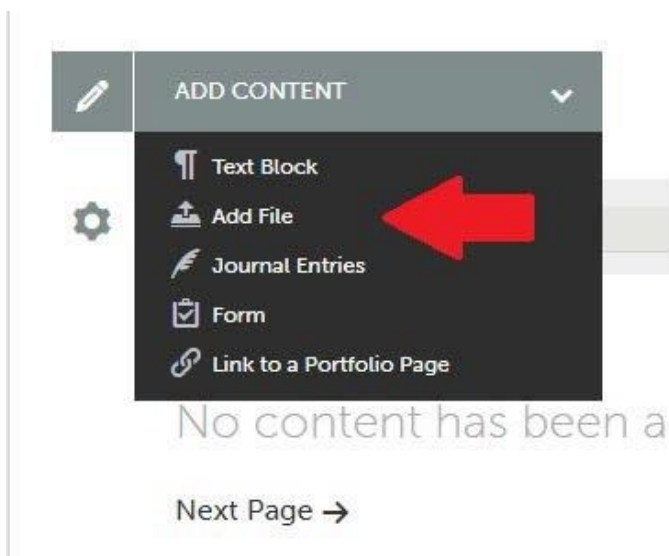 ADD CONTENT
Text Block
Add File
Journal Entries
Form
Link to a Portfolio Page
No content has been a
Next Page →